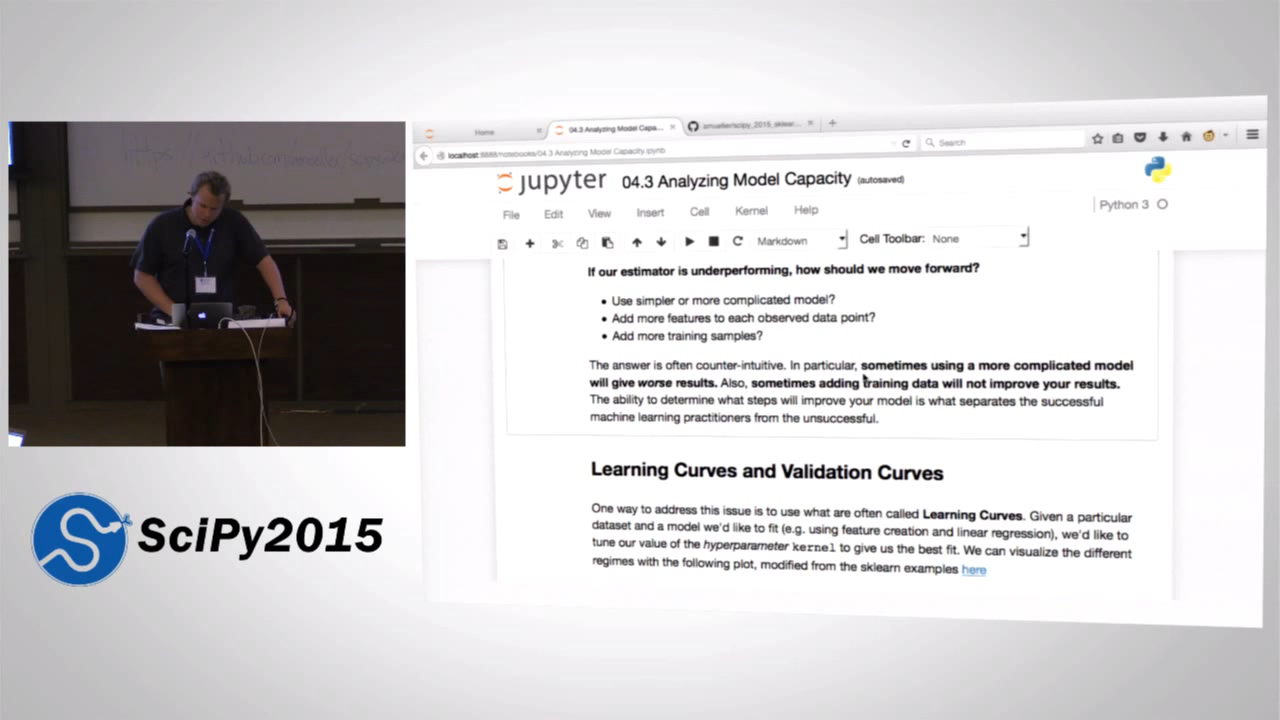 Home
04.3 Analyzing Model Capa...
amueller/scipy_2015_sklear...
localhost:8888/notebooks/04.3 Analyzing Model Capacity.ipynb
Search
jupyter 04.3 Analyzing Model Capacity (autosaved)
File Edit View Insert Cell Kernel Help
Python 3
Markdown Cell Toolbar: None
If our estimator is underperforming, how should we move forward?
• Use simpler or more complicated model?
• Add more features to each observed data point?
• Add more training samples?
The answer is often counter-intuitive. In particular, sometimes using a more complicated model
will give worse results. Also, sometimes adding training data will not improve your results.
The ability to determine what steps will improve your model is what separates the successful
machine learning practitioners from the unsuccessful.
Learning Curves and Validation Curves
One way to address this issue is to use what are often called Learning Curves. Given a particular
dataset and a model we'd like to fit (e.g. using feature creation and linear regression), we'd like to
tune our value of the hyperparameter kernel to give us the best fit. We can visualize the different
regimes with the following plot, modified from the sklearn examples here
SciPy2015